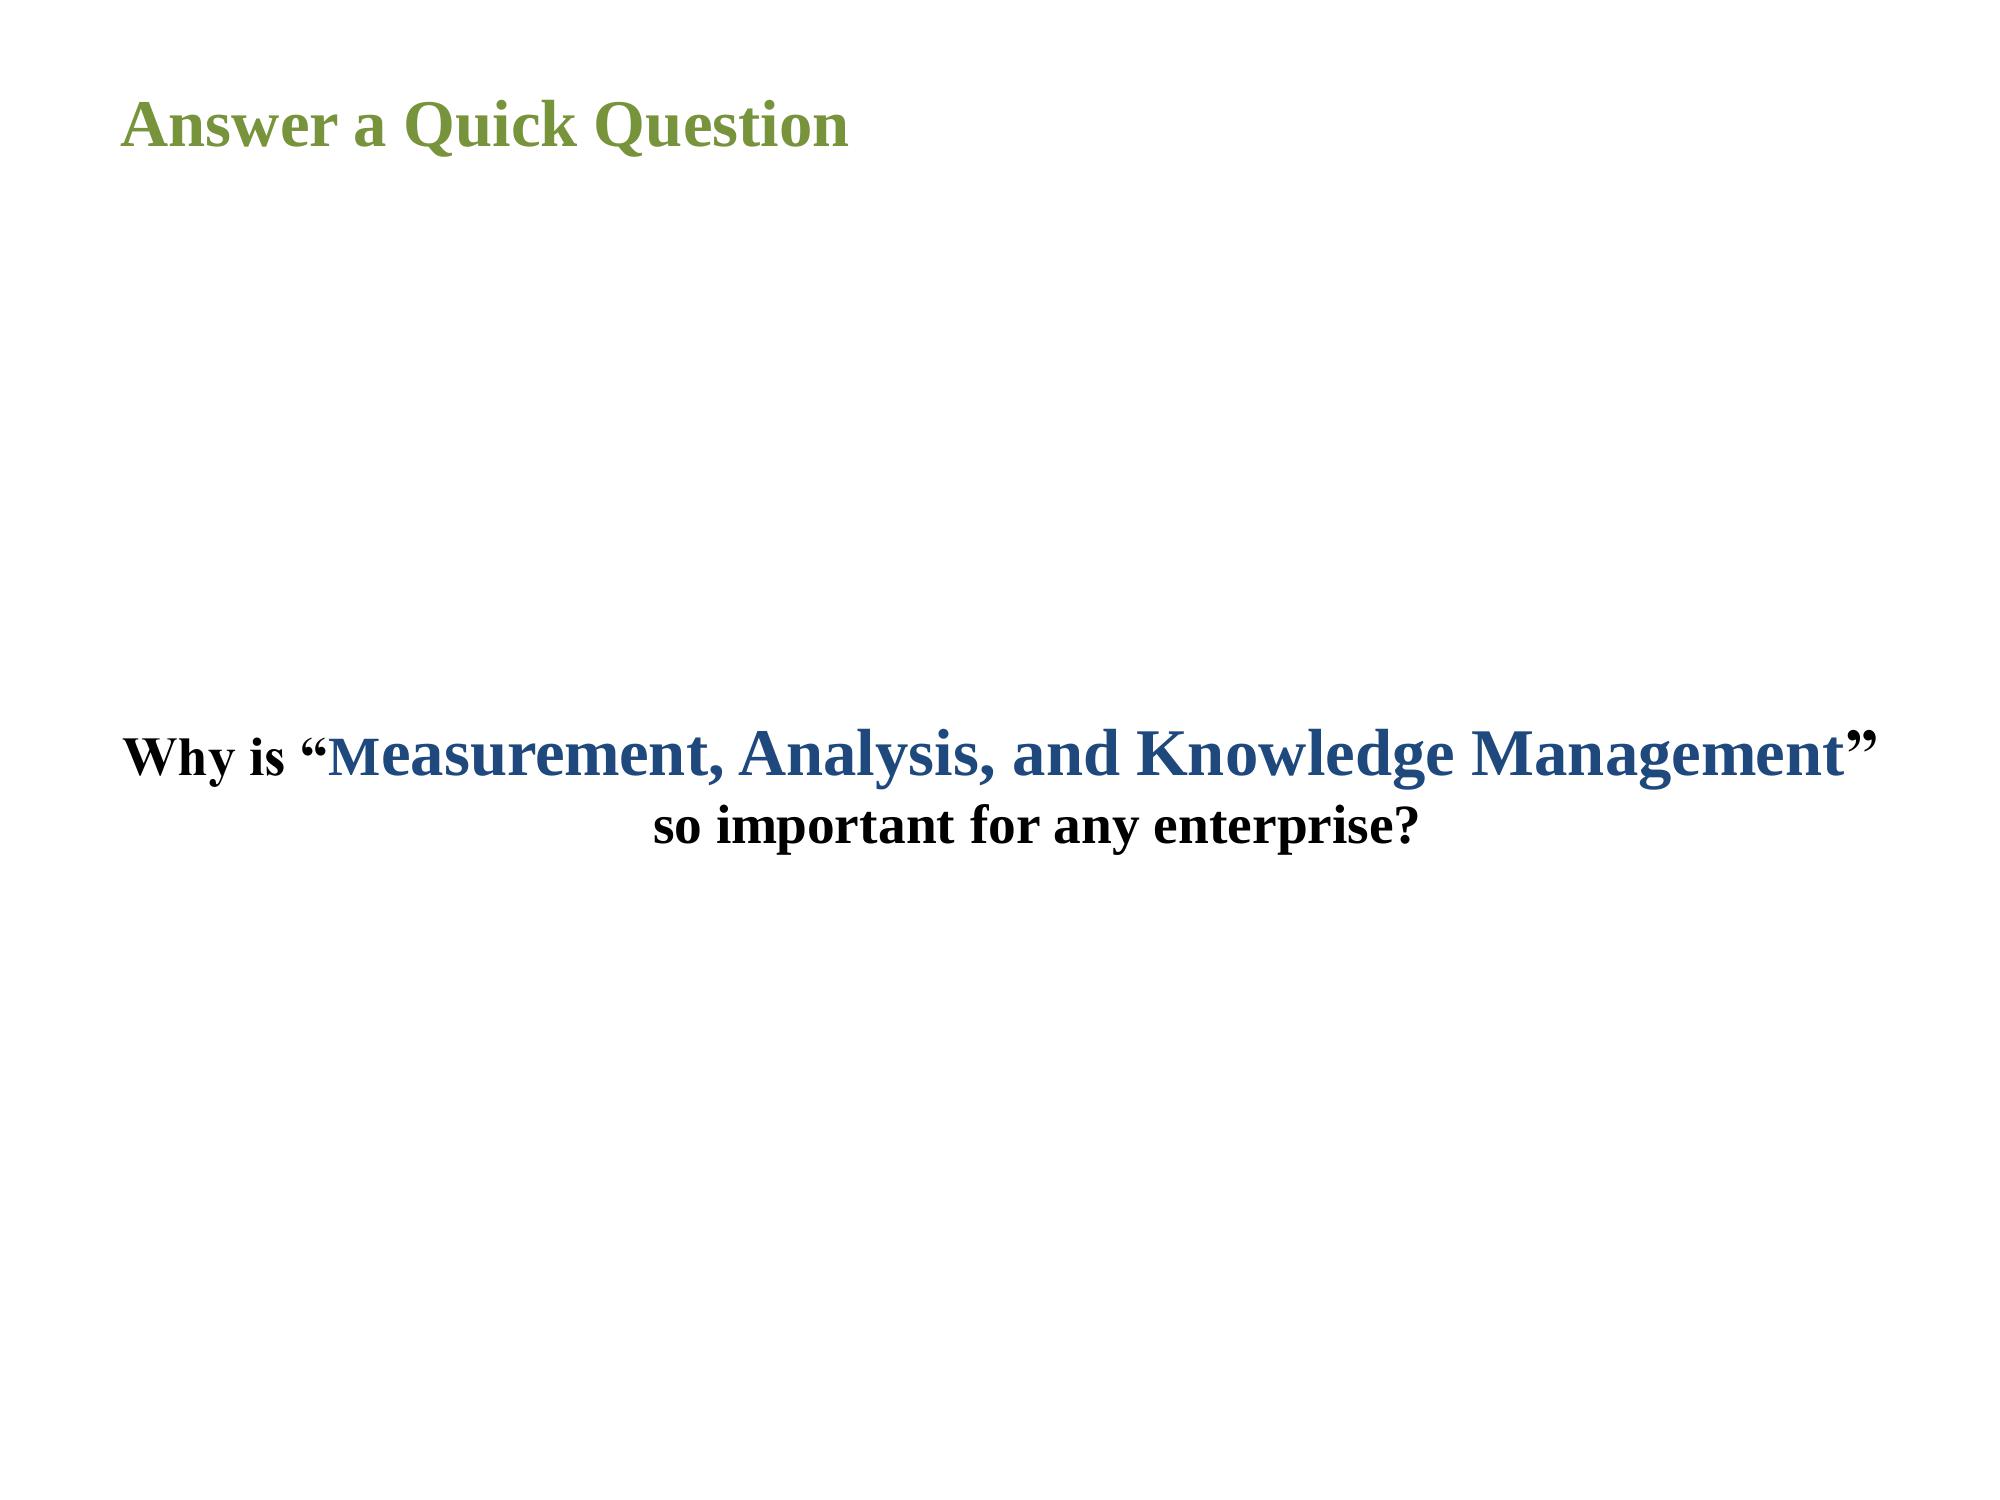 Answer a Quick Question
Why is “Measurement, Analysis, and Knowledge Management”
so important for any enterprise?